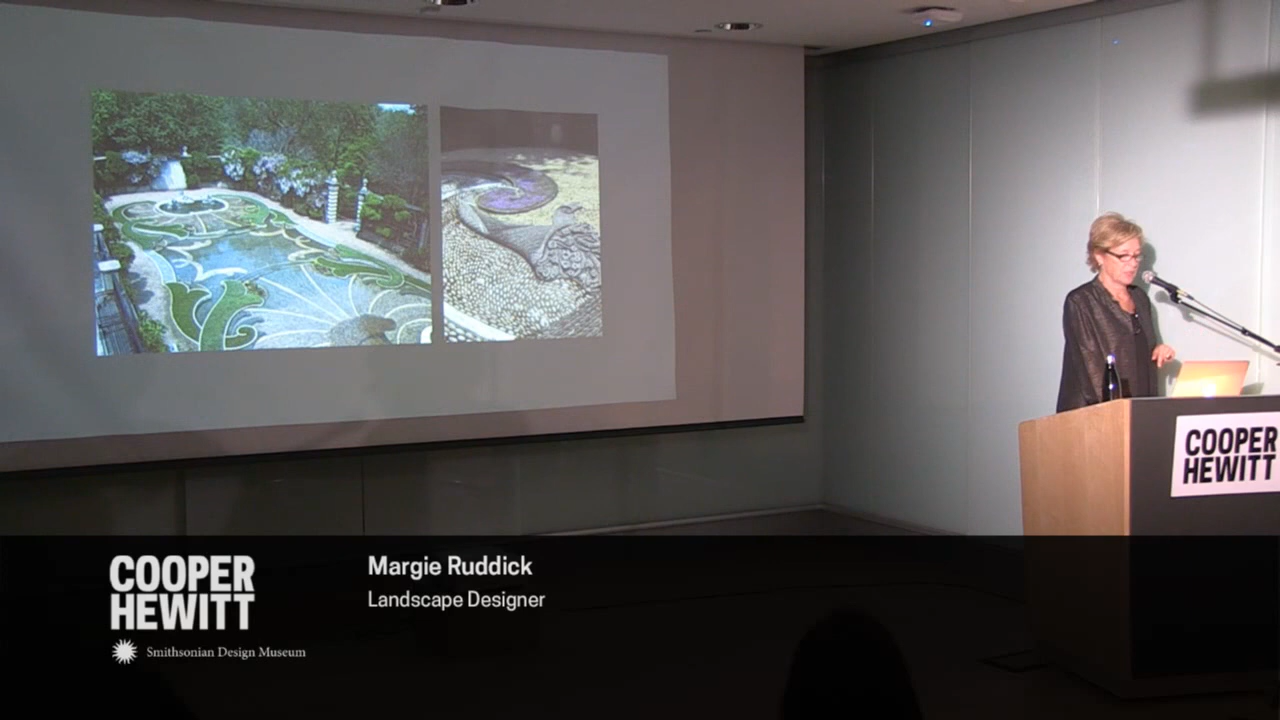 COOPER
HEWITT
COOPER
HEWITT
Smithsonian Design Museum
Margie Ruddick
Landscape Designer